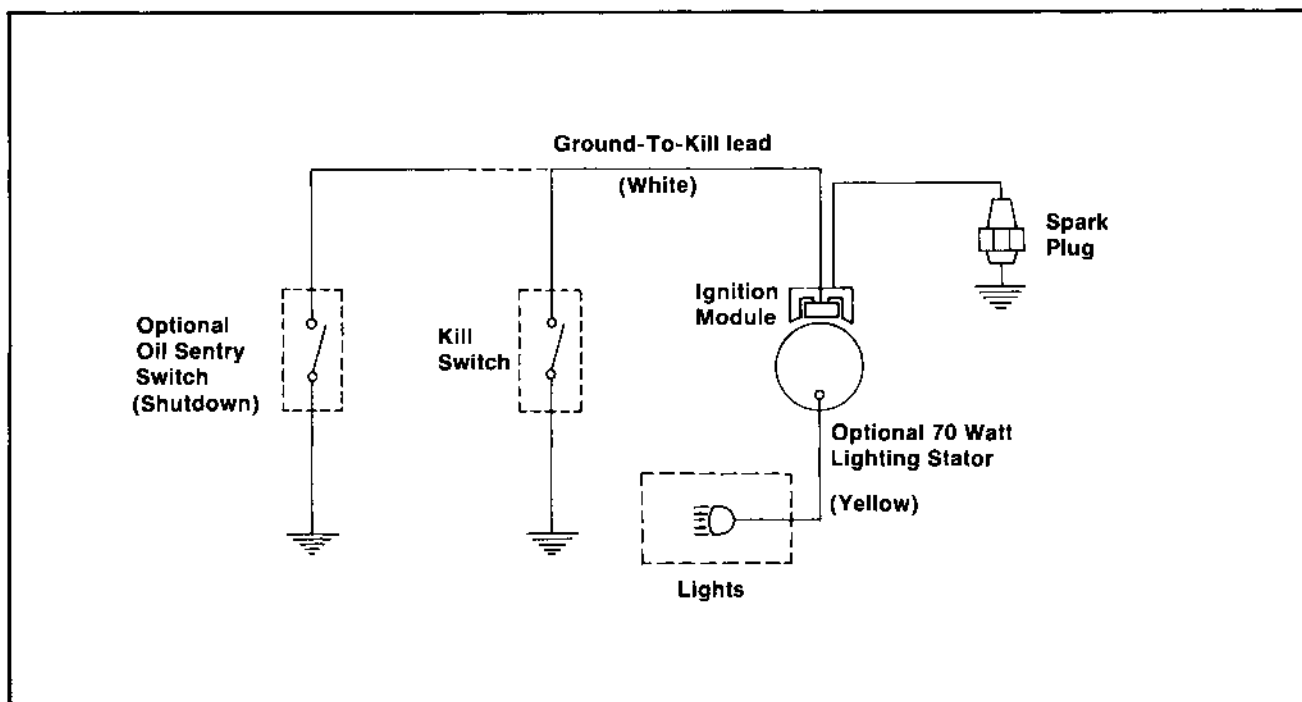 Ground-To-Kill lead
(White)
Spark
Plug
Ignition
Module
Optional
Oil Sentry
Switch
(Shutdown)
Kill
Switch
Optional 70 Watt
Lighting Stator
(Yellow)
Lights